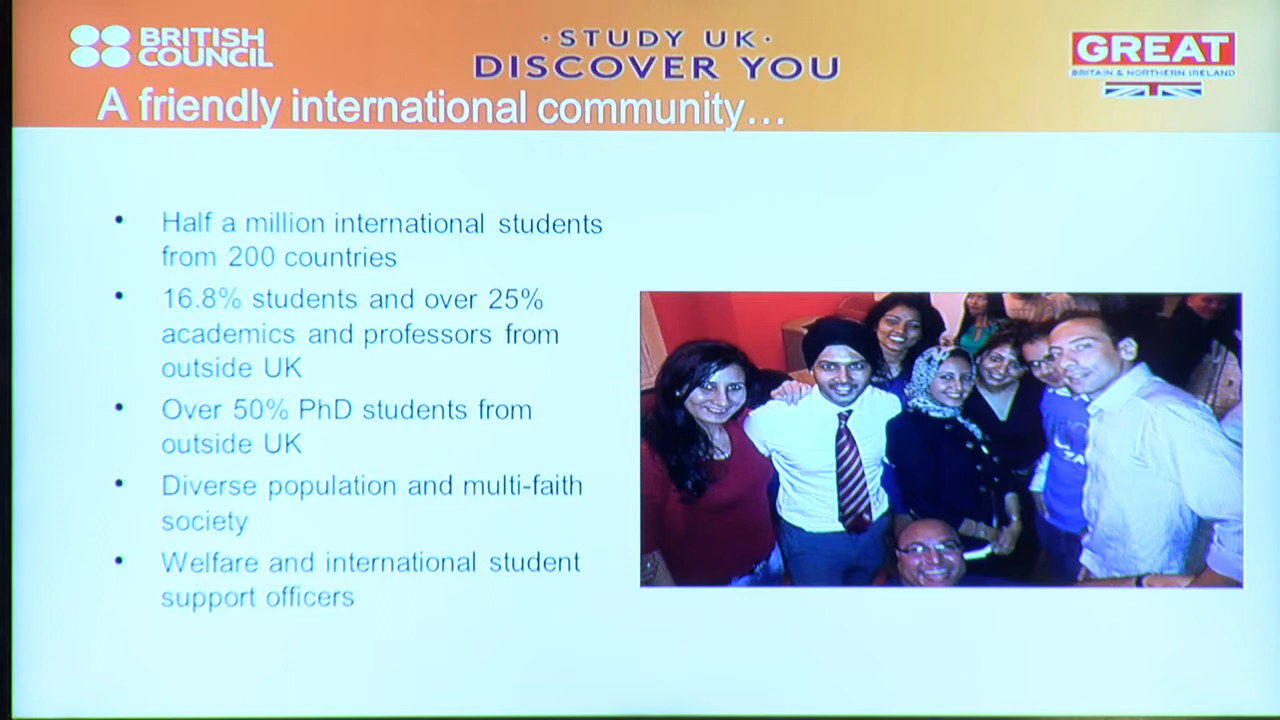 BRITISH
COUNCIL
· STUDY UK ·
DISCOVER YOU
GREAT
BRITAIN & NORTHERN IRELAND
A friendly international community…
• Half a million international students
from 200 countries
• 16.8% students and over 25%
academics and professors from
outside UK
• Over 50% PhD students from
outside UK
• Diverse population and multi-faith
society
• Welfare and international student
support officers